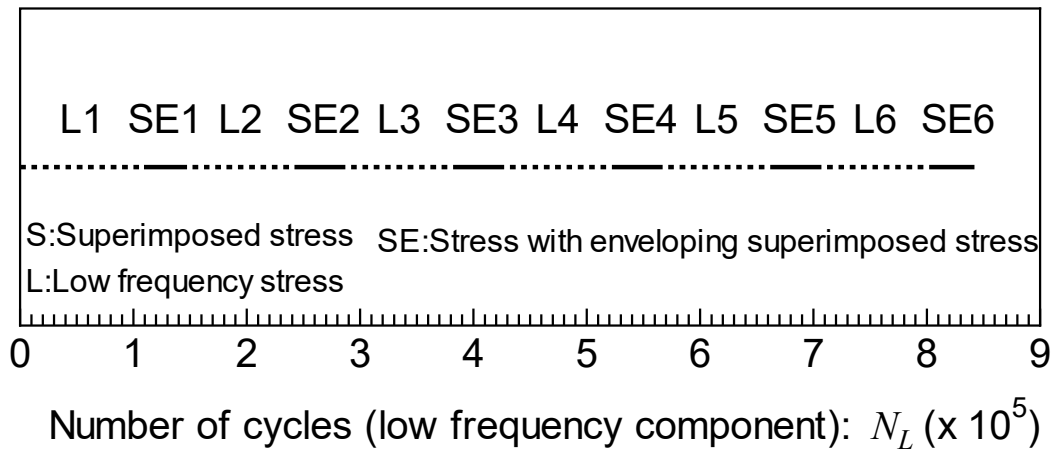 L1 SE1 L2 SE2 L3 SE3 L4 SE4 L5 SE5 L6 SE6
S:Superimposed stress SE:Stress with enveloping superimposed stress
L:Low frequency stress
0 1 2 3 4 5 6 7 8 9
Number of cycles (low frequency component): N_L (x 10^5)